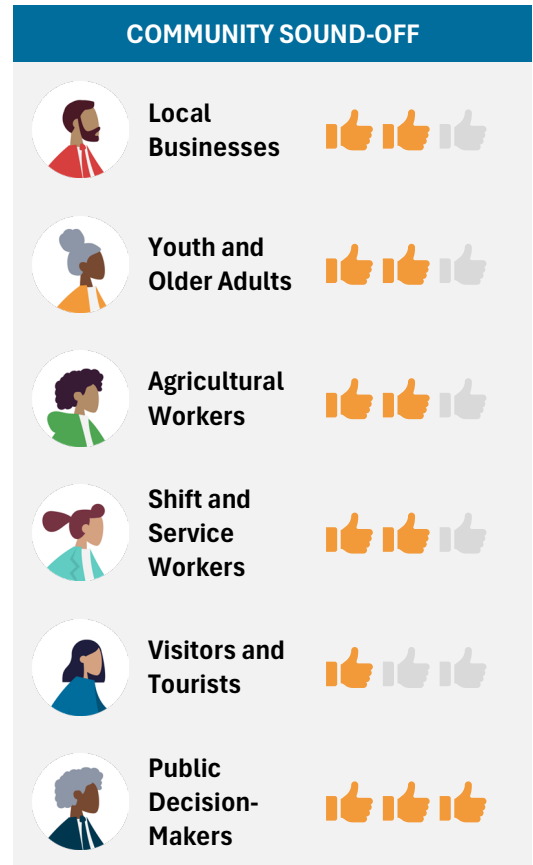 COMMUNITY SOUND-OFF
Local
Businesses
Youth and
Older Adults
Agricultural
Workers
Shift and
Service
Workers
Visitors and
Tourists
Public
Decision-
Makers